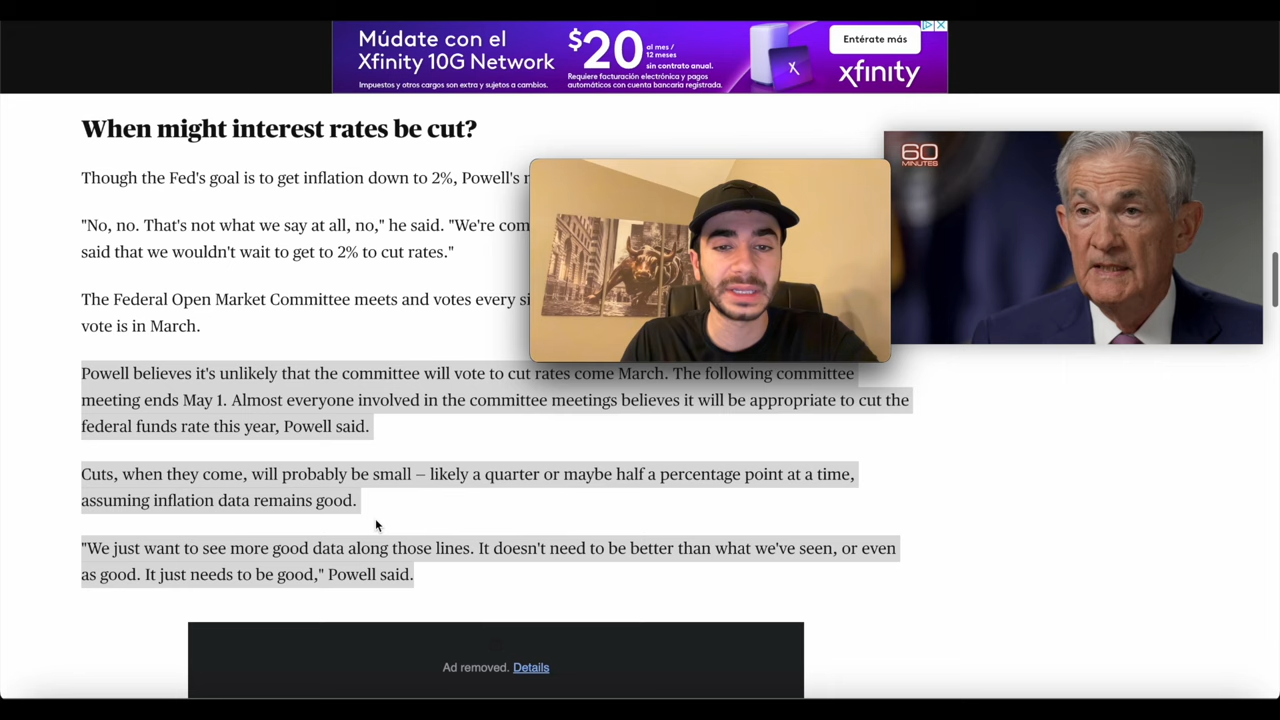 Múdate con el
Xfinity 10G Network
Impuestos y otros cargos son extra y sujetos a cambios.
$20
al mes /
12 meses
sin contrato anual.
Requiere facturación electrónica y pagos
automáticos con cuenta bancaria registrada.
X
Entérate más
xfinity
When might interest rates be cut?
Though the Fed's goal is to get inflation down to 2%, Powell's
"No, no. That's not what we say at all, no," he said. "We're com
said that we wouldn't wait to get to 2% to cut rates."
60
MINUTES
The Federal Open Market Committee meets and votes every si
vote is in March.
Powell believes it's unlikely that the committee will vote to cut rates come March. The following committee
meeting ends May 1. Almost everyone involved in the committee meetings believes it will be appropriate to cut the
federal funds rate this year, Powell said.
Cuts, when they come, will probably be small – likely a quarter or maybe half a percentage point at a time,
assuming inflation data remains good.
"We just want to see more good data along those lines. It doesn't need to be better than what we've seen, or even
as good. It just needs to be good," Powell said.
Ad removed. Details